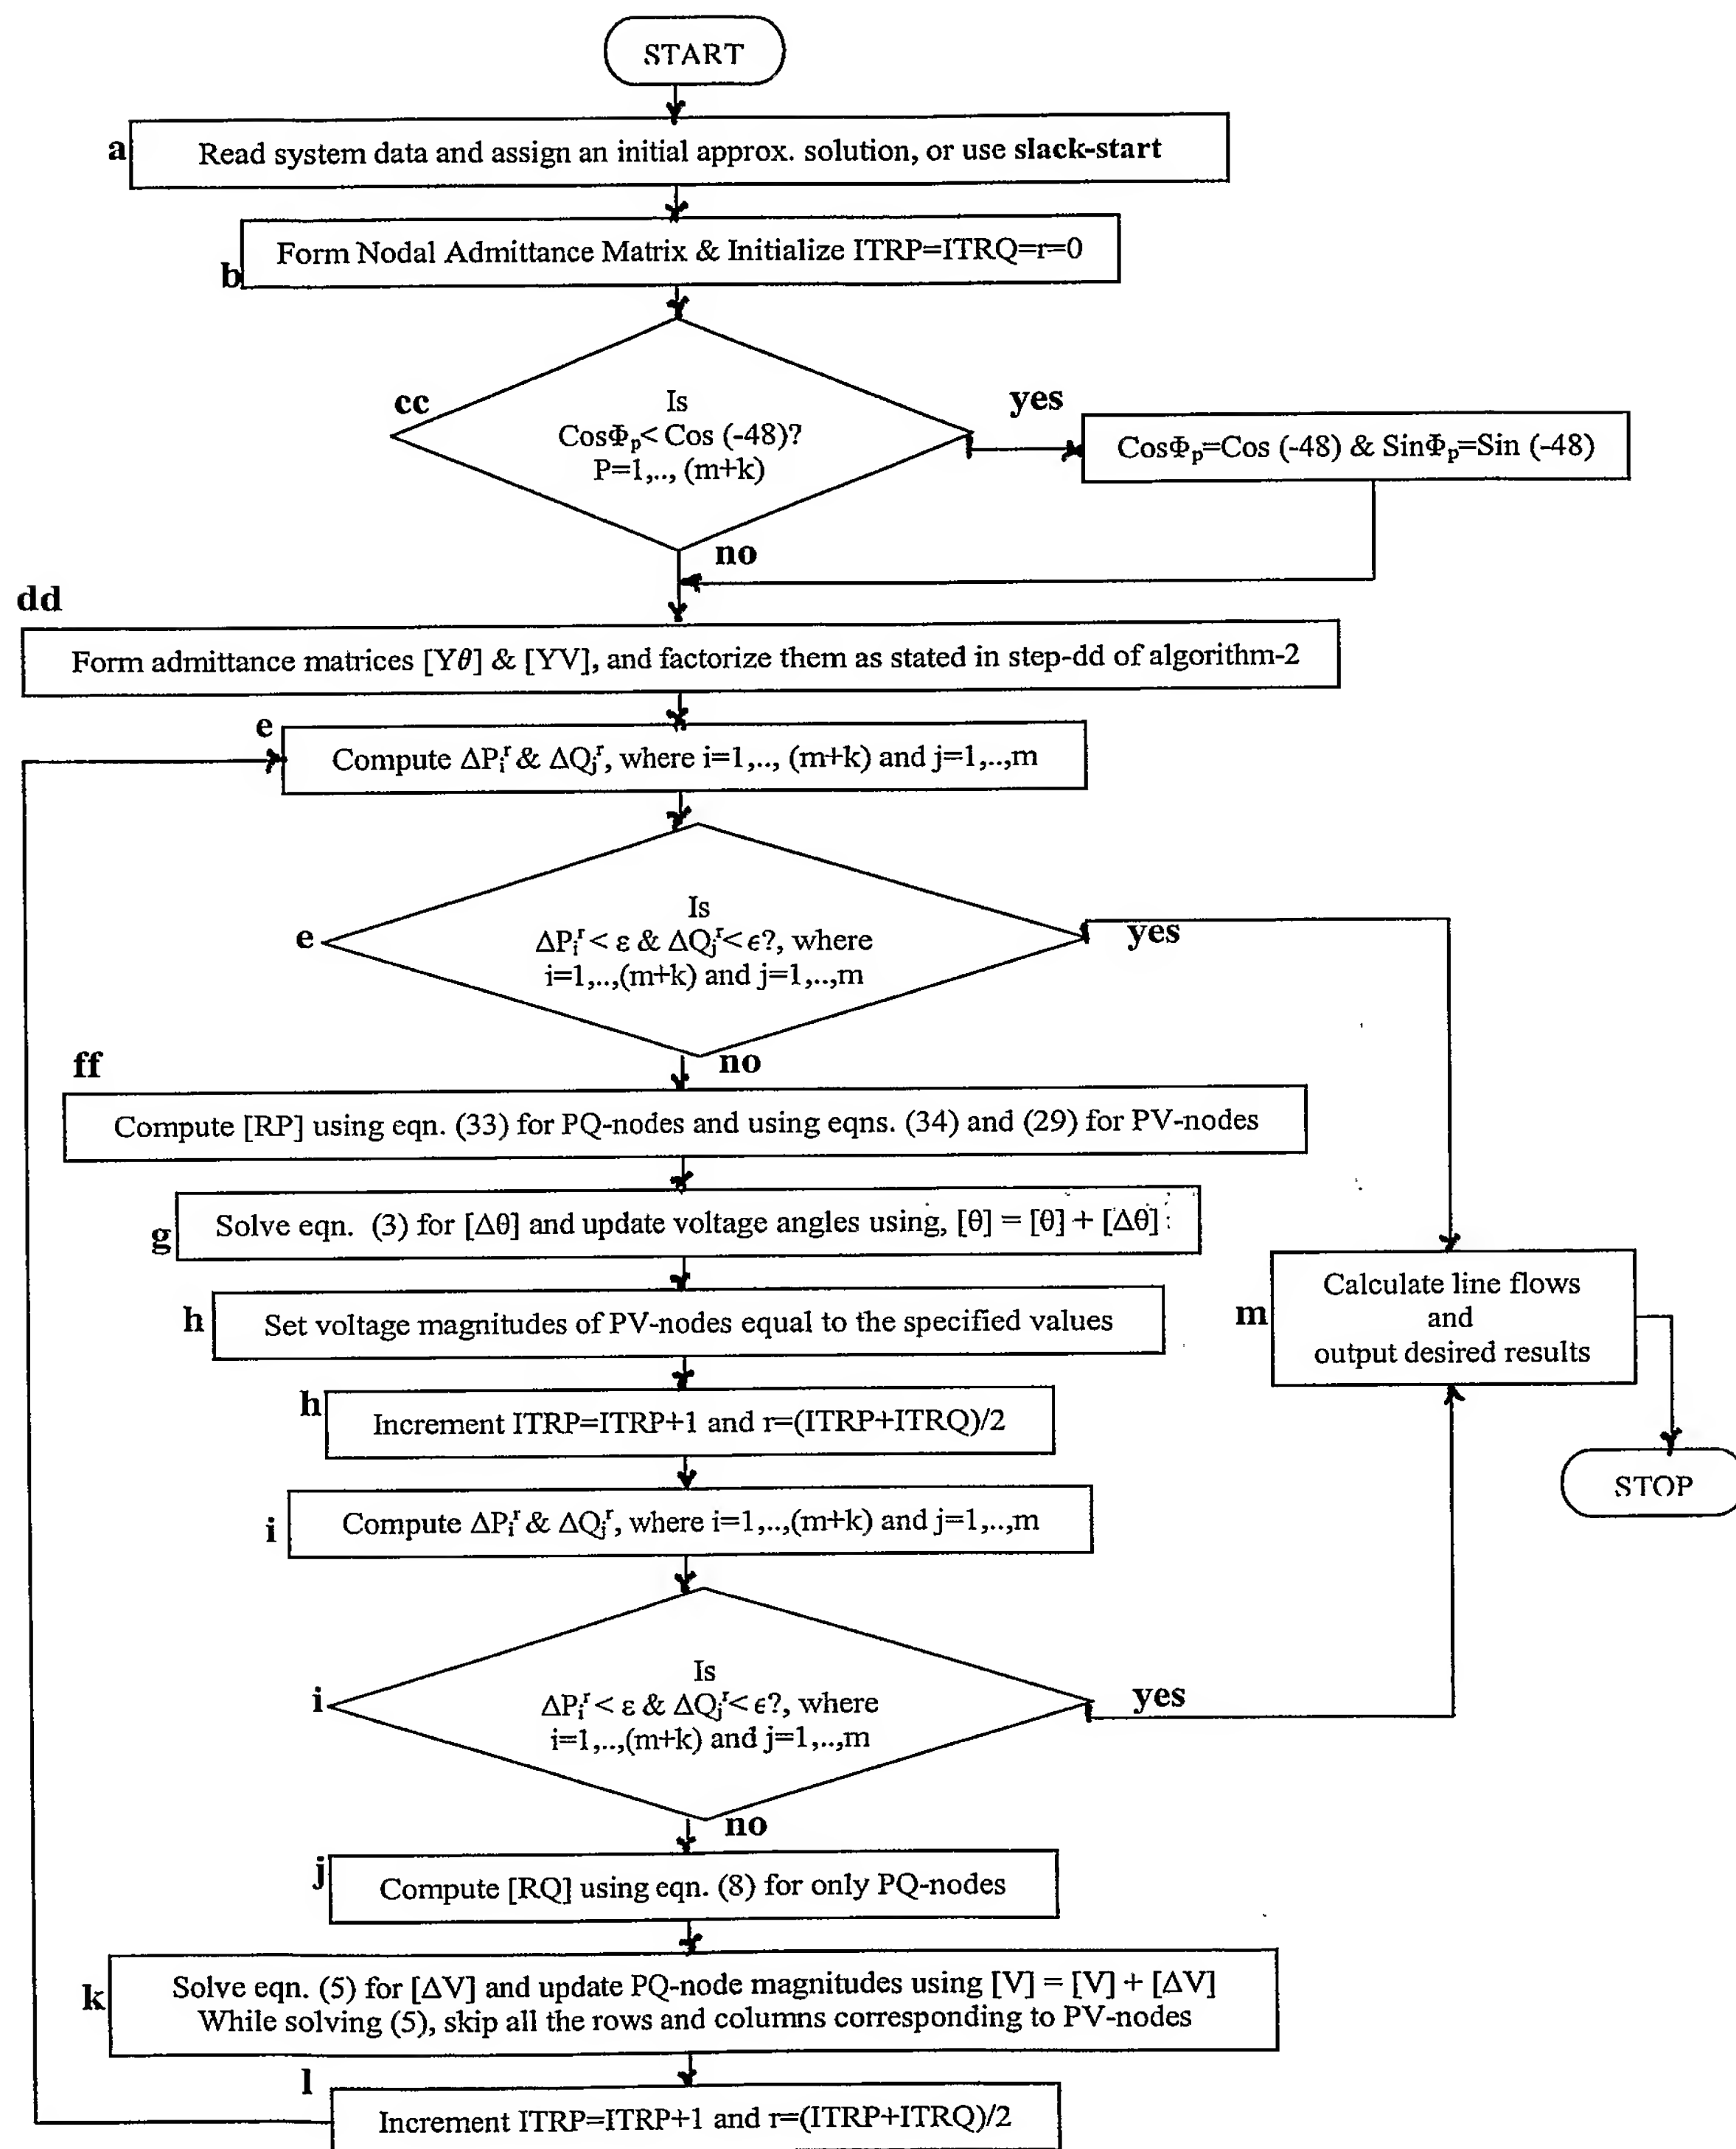 START
a
Read system data and assign an initial approx. solution, or use slack-start
b
Form Nodal Admittance Matrix & Initialize ITRP=ITRQ=r=0
cc
Is
CosΦp< Cos (-48)?
P=1,.., (m+k)
yes
CosΦp=Cos (-48) & SinΦp=Sin (-48)
no
dd
Form admittance matrices [Yθ] & [YV], and factorize them as stated in step-dd of algorithm-2
e
Compute ΔPiʳ & ΔQjʳ, where i=1,.., (m+k) and j=1,..,m
e
Is
ΔPiʳ < ε & ΔQjʳ< ϵ?, where
i=1,..,(m+k) and j=1,..,m
yes
no
ff
Compute [RP] using eqn. (33) for PQ-nodes and using eqns. (34) and (29) for PV-nodes
g
Solve eqn. (3) for [Δθ] and update voltage angles using, [θ] = [θ] + [Δθ]
h
Set voltage magnitudes of PV-nodes equal to the specified values
m
Calculate line flows
and
output desired results
h
Increment ITRP=ITRP+1 and r=(ITRP+ITRQ)/2
STOP
i
Compute ΔPiʳ & ΔQjʳ, where i=1,..,(m+k) and j=1,..,m
i
Is
ΔPiʳ < ε & ΔQjʳ< ϵ?, where
i=1,..,(m+k) and j=1,..,m
yes
no
j
Compute [RQ] using eqn. (8) for only PQ-nodes
k
Solve eqn. (5) for [ΔV] and update PQ-node magnitudes using [V] = [V] + [ΔV]
While solving (5), skip all the rows and columns corresponding to PV-nodes
l
Increment ITRP=ITRP+1 and r=(ITRP+ITRQ)/2